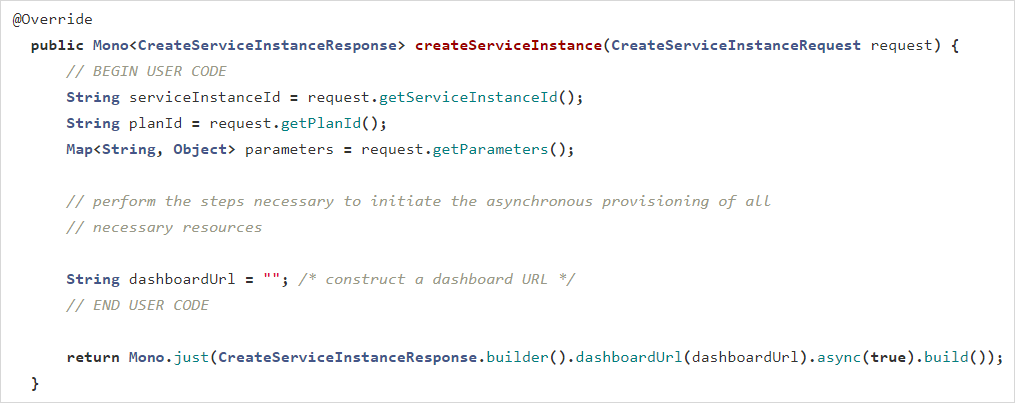 @Override
public Mono<CreateServiceInstanceResponse> createServiceInstance(CreateServiceInstanceRequest request) {
// BEGIN USER CODE
String serviceInstanceId = request.getServiceInstanceId();
String planId = request.getPlanId();
Map<String, Object> parameters = request.getParameters();
// perform the steps necessary to initiate the asynchronous provisioning of all
// necessary resources
String dashboardUrl = ""; /* construct a dashboard URL */
// END USER CODE
return Mono.just(CreateServiceInstanceResponse.builder().dashboardUrl(dashboardUrl).async(true).build());
}